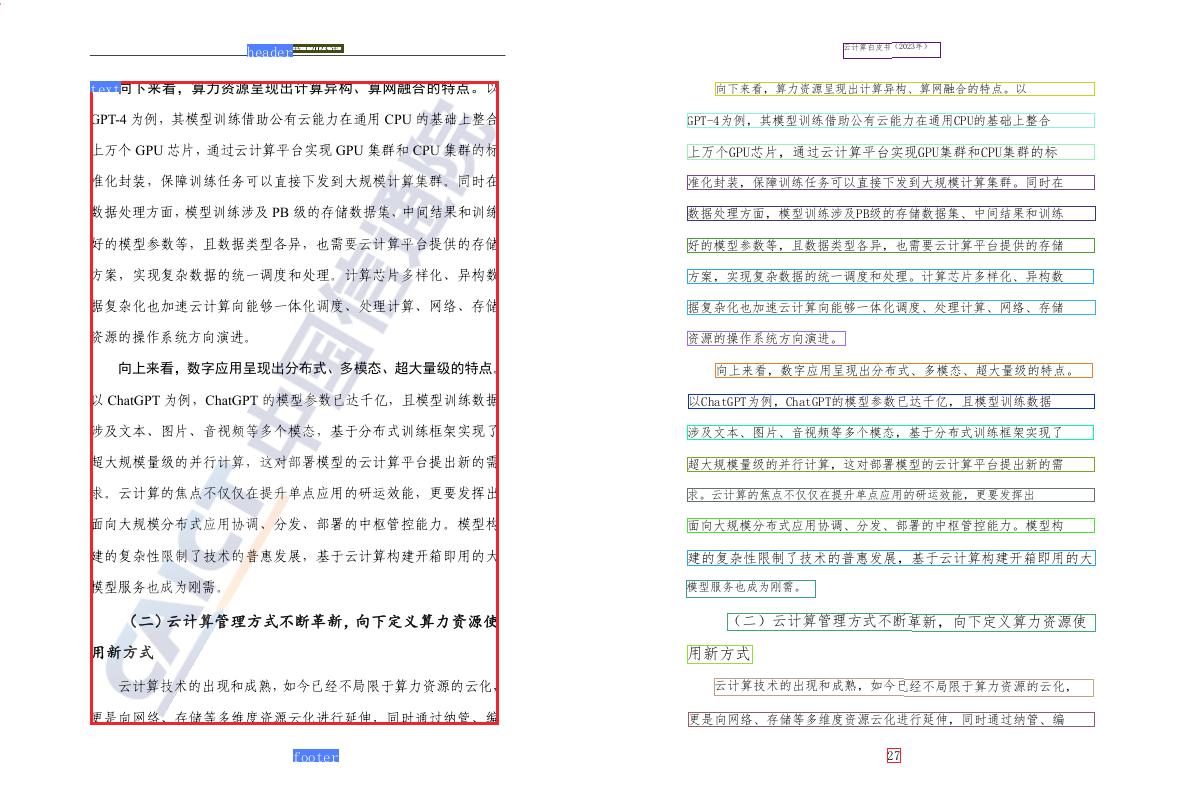 header
text
向下来看，算力资源呈现出计算异构、算网融合的特点。以
GPT-4 为例，其模型训练借助公有云能力在通用 CPU 的基础上整合
上万个 GPU 芯片，通过云计算平台实现 GPU 集群和 CPU 集群的标
准化封装，保障训练任务可以直接下发到大规模计算集群。同时在
数据处理方面，模型训练涉及 PB 级的存储数据集、中间结果和训练
好的模型参数等，且数据类型各异，也需要云计算平台提供的存储
方案，实现复杂数据的统一调度和处理。计算芯片多样化、异构数
据复杂化也加速云计算向能够一体化调度、处理计算、网络、存储
资源的操作系统方向演进。
向上来看，数字应用呈现出分布式、多模态、超大量级的特点。
以 ChatGPT 为例，ChatGPT 的模型参数已达千亿，且模型训练数据
涉及文本、图片、音视频等多个模态，基于分布式训练框架实现了
超大规模量级的并行计算，这对部署模型的云计算平台提出新的需
求。云计算的焦点不仅仅在提升单点应用的研运效能，更要发挥出
面向大规模分布式应用协调、分发、部署的中枢管控能力。模型构
建的复杂性限制了技术的普惠发展，基于云计算构建开箱即用的大
模型服务也成为刚需。
（二）云计算管理方式不断革新，向下定义算力资源使
用新方式
云计算技术的出现和成熟，如今已经不局限于算力资源的云化，
更是向网络、存储等多维度资源云化进行延伸，同时通过纳管、编
CAICT 中国信通院
footer
云计算白皮书（2023年）
向下来看，算力资源呈现出计算异构、算网融合的特点。以
GPT-4为例，其模型训练借助公有云能力在通用CPU的基础上整合
上万个GPU芯片，通过云计算平台实现GPU集群和CPU集群的标
准化封装，保障训练任务可以直接下发到大规模计算集群。同时在
数据处理方面，模型训练涉及PB级的存储数据集、中间结果和训练
好的模型参数等，且数据类型各异，也需要云计算平台提供的存储
方案，实现复杂数据的统一调度和处理。计算芯片多样化、异构数
据复杂化也加速云计算向能够一体化调度、处理计算、网络、存储
资源的操作系统方向演进。
向上来看，数字应用呈现出分布式、多模态、超大量级的特点。
以ChatGPT为例，ChatGPT的模型参数已达千亿，且模型训练数据
涉及文本、图片、音视频等多个模态，基于分布式训练框架实现了
超大规模量级的并行计算，这对部署模型的云计算平台提出新的需
求。云计算的焦点不仅仅在提升单点应用的研运效能，更要发挥出
面向大规模分布式应用协调、分发、部署的中枢管控能力。模型构
建的复杂性限制了技术的普惠发展，基于云计算构建开箱即用的大
模型服务也成为刚需。
（二）云计算管理方式不断革新，向下定义算力资源使
用新方式
云计算技术的出现和成熟，如今已经不局限于算力资源的云化，
更是向网络、存储等多维度资源云化进行延伸，同时通过纳管、编
27